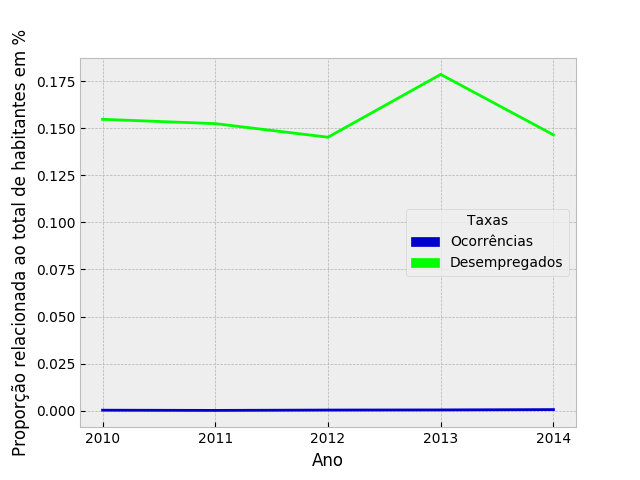 Proporção relacionada ao total de habitantes em %
0.175
0.150
0.125
0.100
0.075
0.050
0.025
0.000
Taxas
Ocorrências
Desempregados
2010 2011 2012 2013 2014
Ano